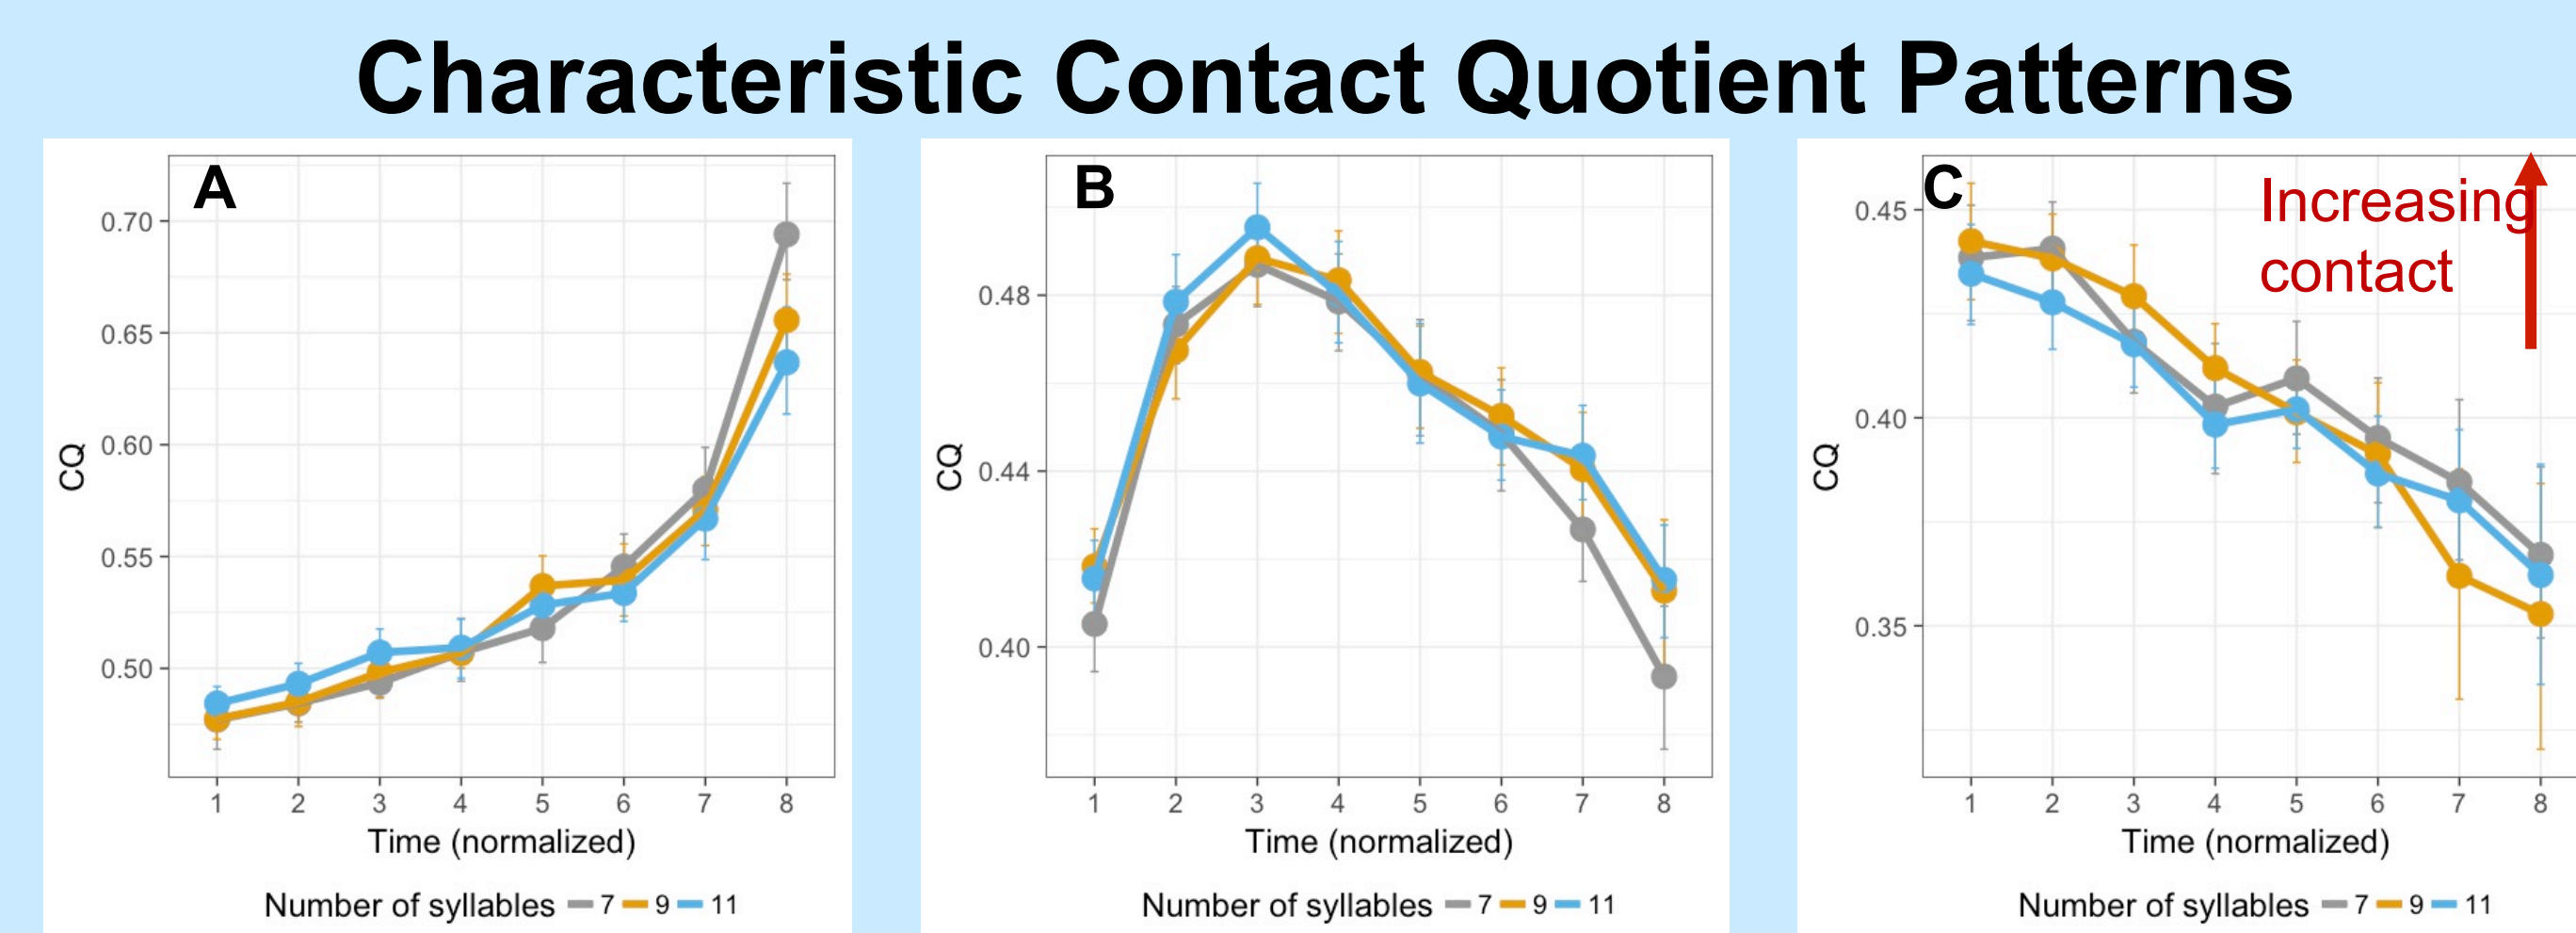 Characteristic Contact Quotient Patterns
A
0.70
0.65
0.60
0.55
0.50
CQ
1 2 3 4 5 6 7 8
Time (normalized)
Number of syllables 7 9 11
B
0.48
0.44
0.40
CQ
1 2 3 4 5 6 7 8
Time (normalized)
Number of syllables 7 9 11
C
Increasing
contact
0.45
0.40
0.35
CQ
1 2 3 4 5 6 7 8
Time (normalized)
Number of syllables 7 9 11